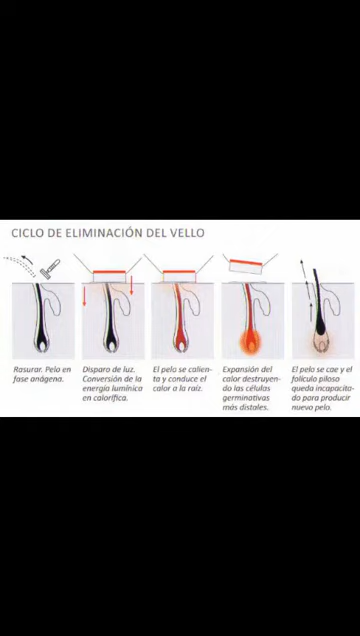 CICLO DE ELIMINACIÓN DEL VELLO
Rasurar. Pelo en
fase anágena.
Disparo de luz.
Conversión de la
energía lumínica
en calorífica.
El pelo se calien-
ta y conduce el
calor a la raíz.
Expansión del
calor destruyen-
do las células
germinativas
más distales.
El pelo se cae y el
folículo piloso
queda incapacita-
do para producir
nuevo pelo.